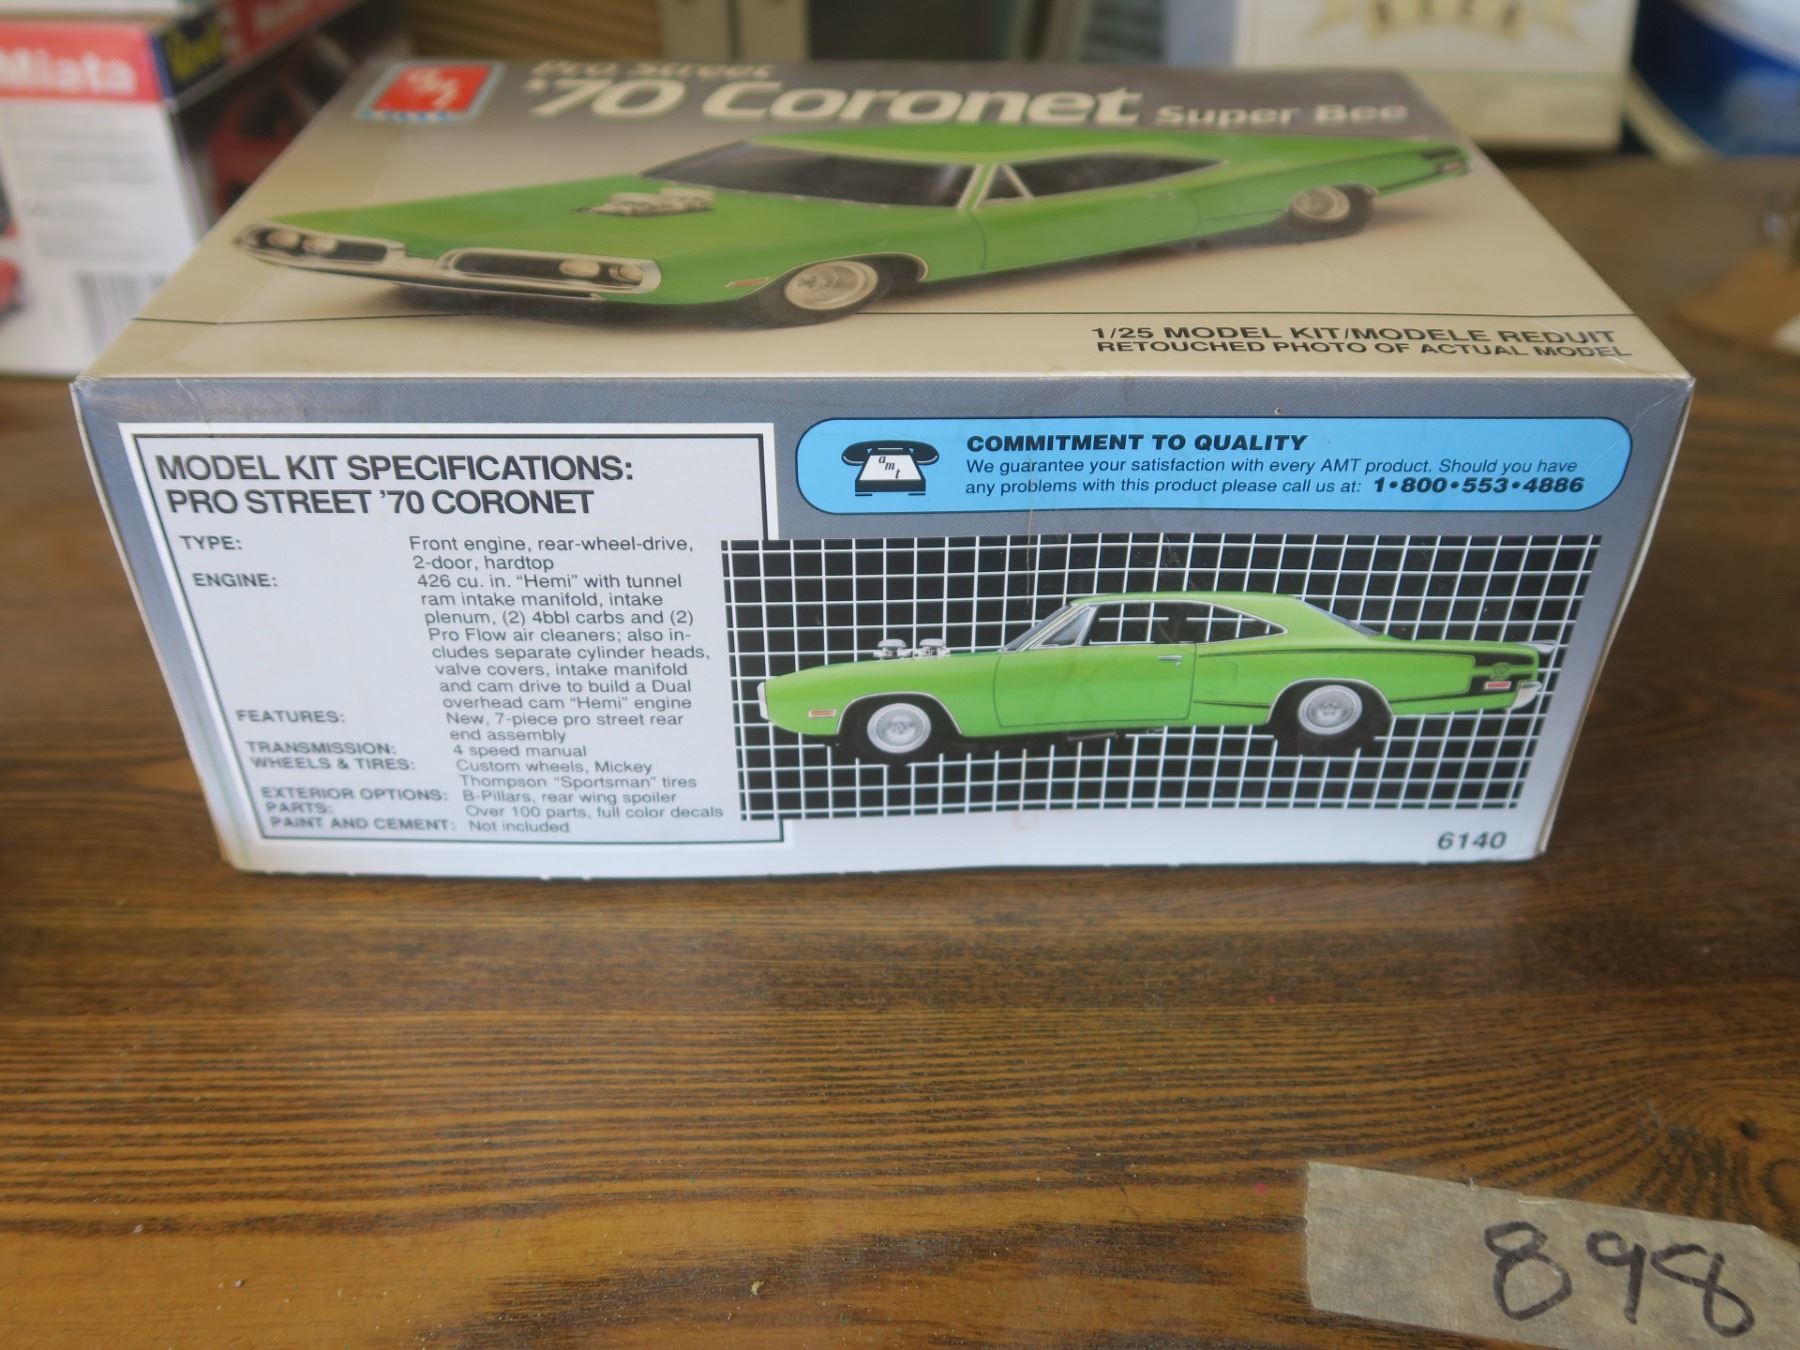 Miata
Revell
amt
Pro Street
'70 Coronet Super Bee
1/25 MODEL KIT/MODELE REDUIT
RETOUCHED PHOTO OF ACTUAL MODEL
MODEL KIT SPECIFICATIONS:
PRO STREET '70 CORONET
TYPE: Front engine, rear-wheel-drive,
2-door, hardtop
ENGINE: 426 cu. in. "Hemi" with tunnel
ram intake manifold, intake
plenum, (2) 4bbl carbs and (2)
Pro Flow air cleaners; also in-
cludes separate cylinder heads,
valve covers, intake manifold
and cam drive to build a Dual
overhead cam "Hemi" engine
FEATURES: New, 7-piece pro street rear
end assembly
TRANSMISSION: 4 speed manual
WHEELS & TIRES: Custom wheels, Mickey
Thompson "Sportsman" tires
EXTERIOR OPTIONS: B-Pillars, rear wing spoiler
PARTS: Over 100 parts, full color decals
PAINT AND CEMENT: Not included
amt
COMMITMENT TO QUALITY
We guarantee your satisfaction with every AMT product. Should you have
any problems with this product please call us at: 1•800•553•4886
6140
898